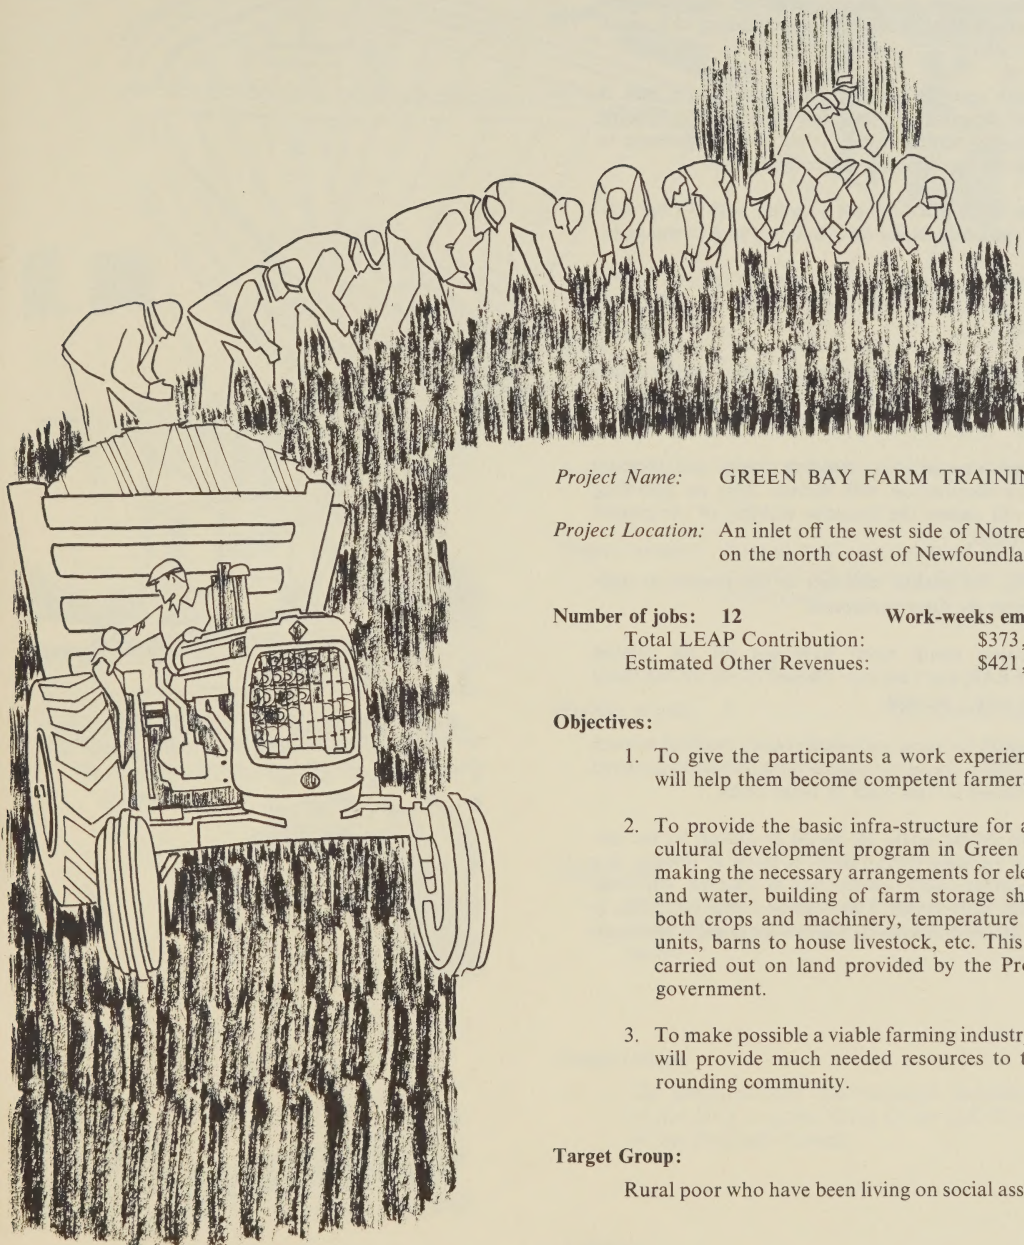 Project Name: GREEN BAY FARM TRAININ
Project Location: An inlet off the west side of Notre
on the north coast of Newfoundla
Number of jobs: 12 Work-weeks em
Total LEAP Contribution: $373,
Estimated Other Revenues: $421,
Objectives:
1. To give the participants a work experien
will help them become competent farmer
2. To provide the basic infra-structure for a
cultural development program in Green
making the necessary arrangements for ele
and water, building of farm storage sh
both crops and machinery, temperature
units, barns to house livestock, etc. This
carried out on land provided by the Pro
government.
3. To make possible a viable farming industry
will provide much needed resources to t
rounding community.
Target Group:
Rural poor who have been living on social ass